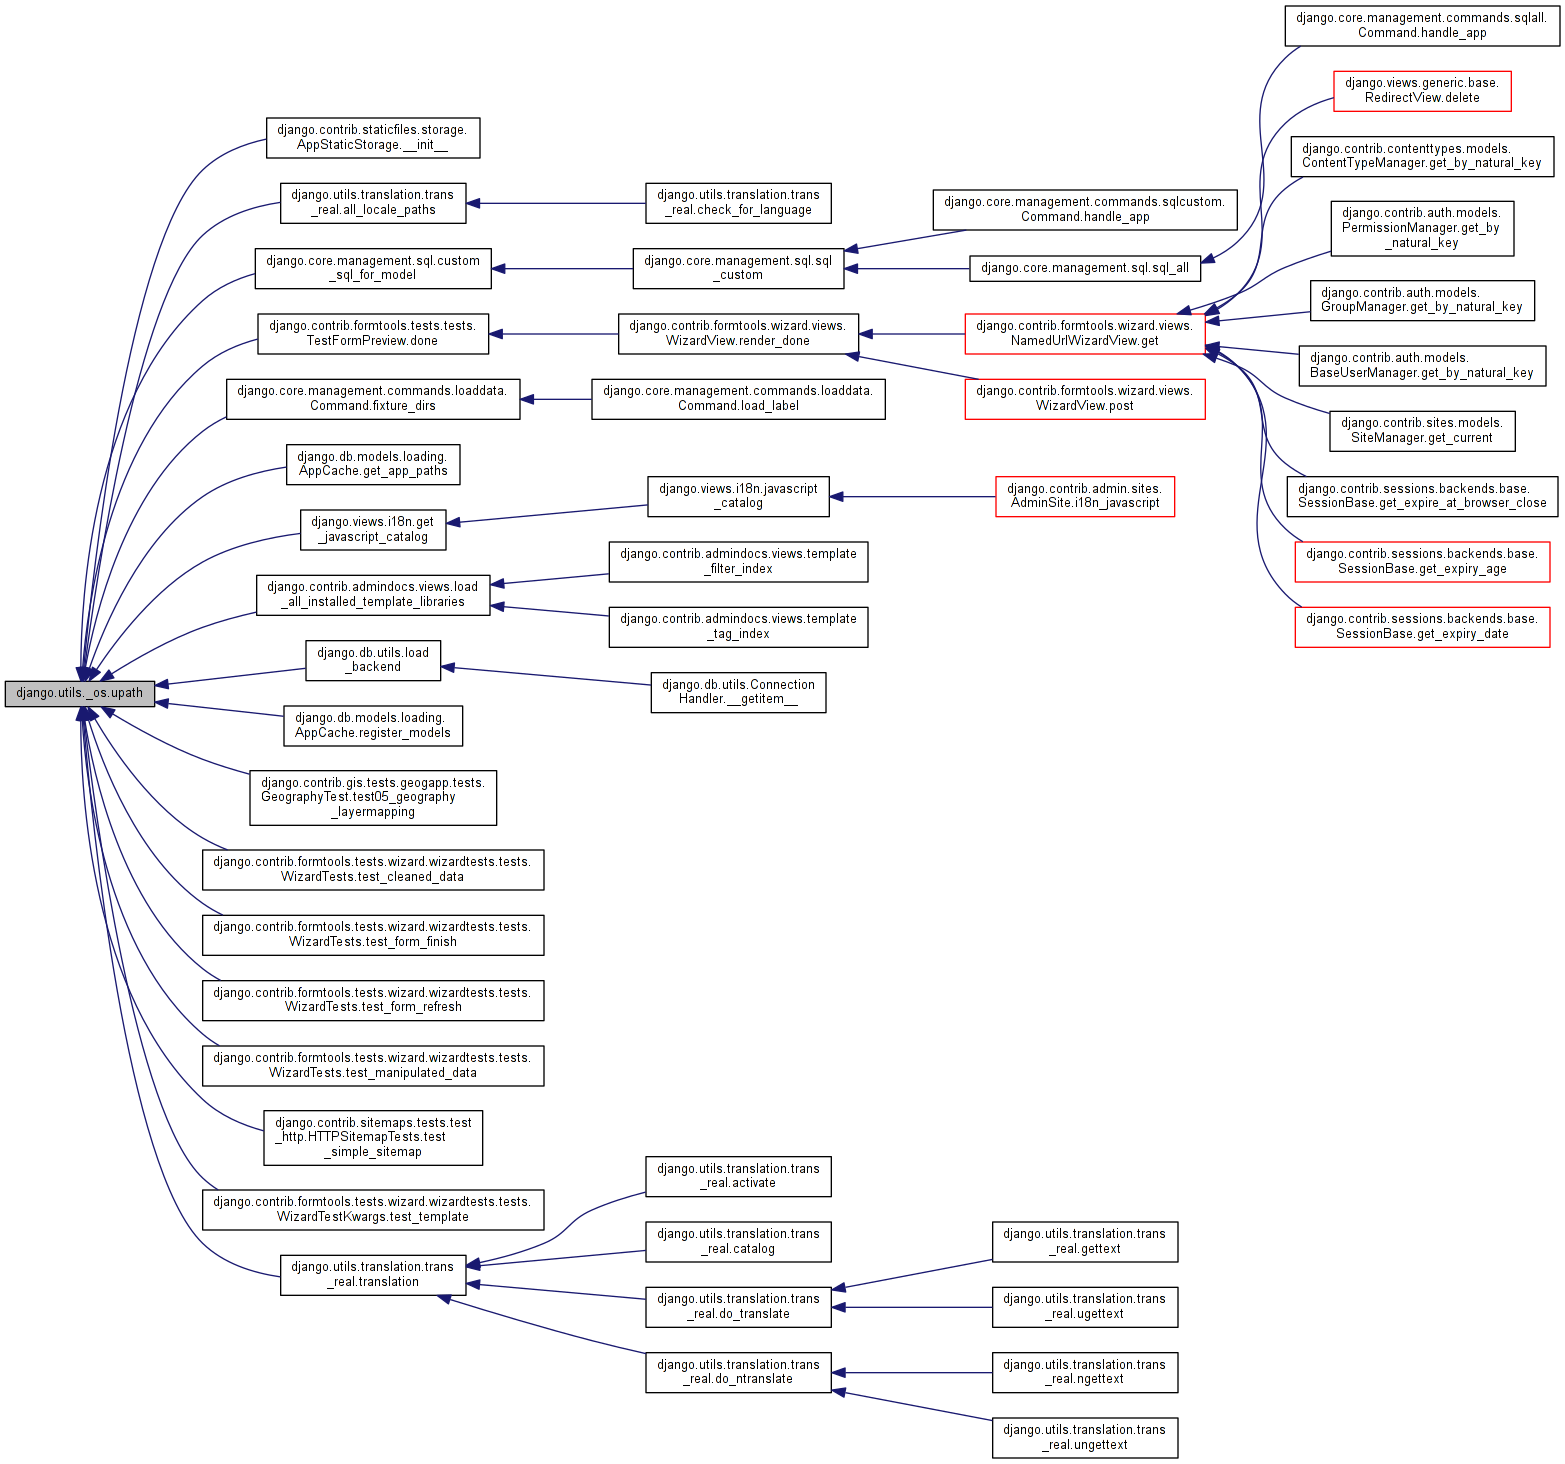 django.utils._os.upath
django.contrib.staticfiles.storage.
AppStaticStorage.__init__
django.utils.translation.trans
_real.all_locale_paths
django.core.management.sql.custom
_sql_for_model
django.contrib.formtools.tests.tests.
TestFormPreview.done
django.core.management.commands.loaddata.
Command.fixture_dirs
django.db.models.loading.
AppCache.get_app_paths
django.views.i18n.get
_javascript_catalog
django.contrib.admindocs.views.load
_all_installed_template_libraries
django.db.utils.load
_backend
django.db.models.loading.
AppCache.register_models
django.contrib.gis.tests.geogapp.tests.
GeographyTest.test05_geography
_layermapping
django.contrib.formtools.tests.wizard.wizardtests.tests.
WizardTests.test_cleaned_data
django.contrib.formtools.tests.wizard.wizardtests.tests.
WizardTests.test_form_finish
django.contrib.formtools.tests.wizard.wizardtests.tests.
WizardTests.test_form_refresh
django.contrib.formtools.tests.wizard.wizardtests.tests.
WizardTests.test_manipulated_data
django.contrib.sitemaps.tests.test
_http.HTTPSitemapTests.test
_simple_sitemap
django.contrib.formtools.tests.wizard.wizardtests.tests.
WizardTestKwargs.test_template
django.utils.translation.trans
_real.translation
django.utils.translation.trans
_real.check_for_language
django.core.management.sql.sql
_custom
django.contrib.formtools.wizard.views.
WizardView.render_done
django.core.management.commands.loaddata.
Command.load_label
django.views.i18n.javascript
_catalog
django.contrib.admindocs.views.template
_filter_index
django.contrib.admindocs.views.template
_tag_index
django.db.utils.Connection
Handler.__getitem__
django.utils.translation.trans
_real.activate
django.utils.translation.trans
_real.catalog
django.utils.translation.trans
_real.do_translate
django.utils.translation.trans
_real.do_ntranslate
django.core.management.commands.sqlcustom.
Command.handle_app
django.core.management.sql.sql_all
django.contrib.formtools.wizard.views.
NamedUrlWizardView.get
django.contrib.formtools.wizard.views.
WizardView.post
django.contrib.admin.sites.
AdminSite.i18n_javascript
django.utils.translation.trans
_real.gettext
django.utils.translation.trans
_real.ugettext
django.utils.translation.trans
_real.ngettext
django.utils.translation.trans
_real.ungettext
django.core.management.commands.sqlall.
Command.handle_app
django.views.generic.base.
RedirectView.delete
django.contrib.contenttypes.models.
ContentTypeManager.get_by_natural_key
django.contrib.auth.models.
PermissionManager.get_by
_natural_key
django.contrib.auth.models.
GroupManager.get_by_natural_key
django.contrib.auth.models.
BaseUserManager.get_by_natural_key
django.contrib.sites.models.
SiteManager.get_current
django.contrib.sessions.backends.base.
SessionBase.get_expire_at_browser_close
django.contrib.sessions.backends.base.
SessionBase.get_expiry_age
django.contrib.sessions.backends.base.
SessionBase.get_expiry_date